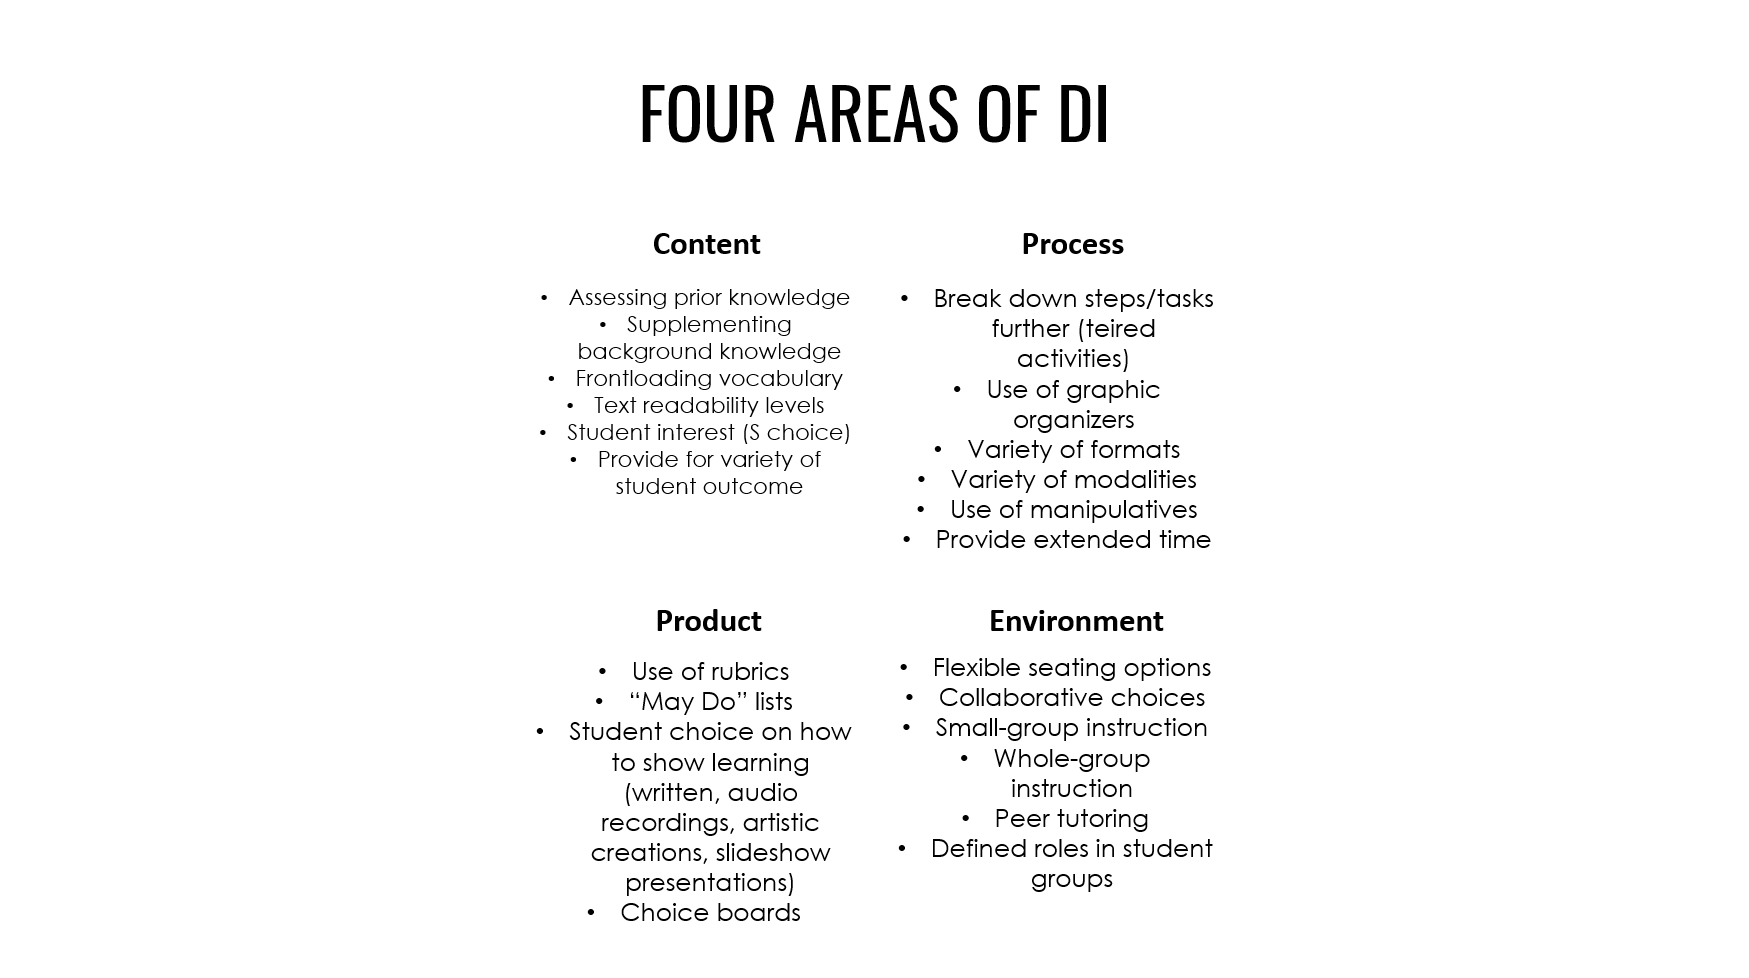 FOUR AREAS OF DI
Content
• Assessing prior knowledge
• Supplementing
background knowledge
• Frontloading vocabulary
• Text readability levels
• Student interest (S choice)
• Provide for variety of
student outcome
Process
• Break down steps/tasks
further (teired
activities)
• Use of graphic
organizers
• Variety of formats
• Variety of modalities
• Use of manipulatives
• Provide extended time
Product
• Use of rubrics
• “May Do” lists
• Student choice on how
to show learning
(written, audio
recordings, artistic
creations, slideshow
presentations)
• Choice boards
Environment
• Flexible seating options
• Collaborative choices
• Small-group instruction
• Whole-group
instruction
• Peer tutoring
• Defined roles in student
groups